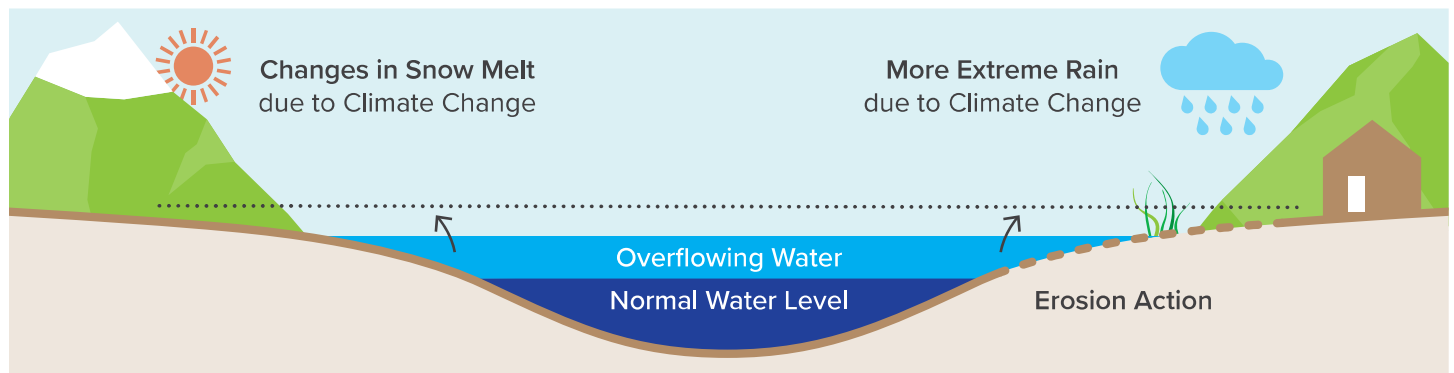 Changes in Snow Melt
due to Climate Change
More Extreme Rain
due to Climate Change
Overflowing Water
Normal Water Level
Erosion Action